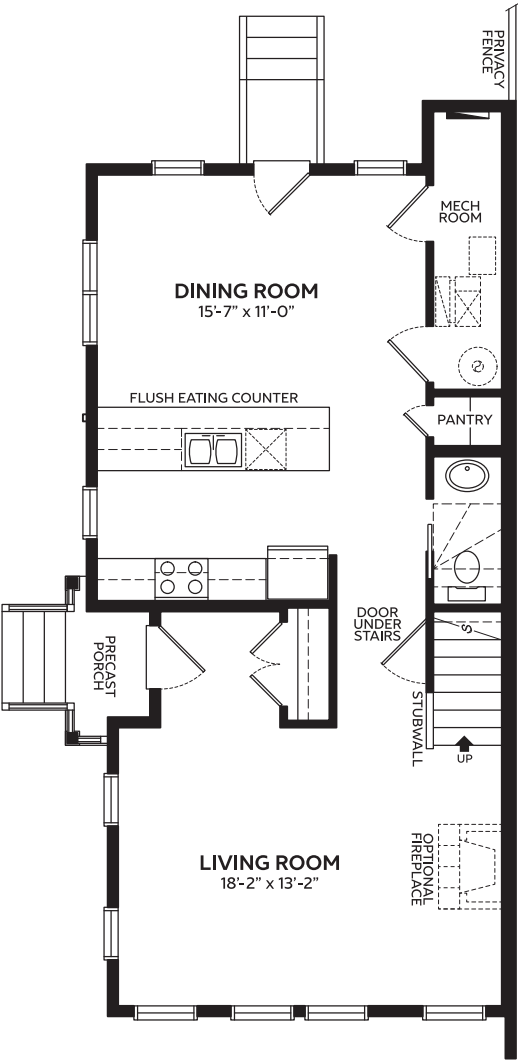 PRIVACY
FENCE
MECH
ROOM
DINING ROOM
15'-7" x 11'-0"
FLUSH EATING COUNTER
PANTRY
DOOR
UNDER
STAIRS
PRECAST
PORCH
STUBWALL
UP
OPTIONAL
FIREPLACE
LIVING ROOM
18'-2" x 13'-2"